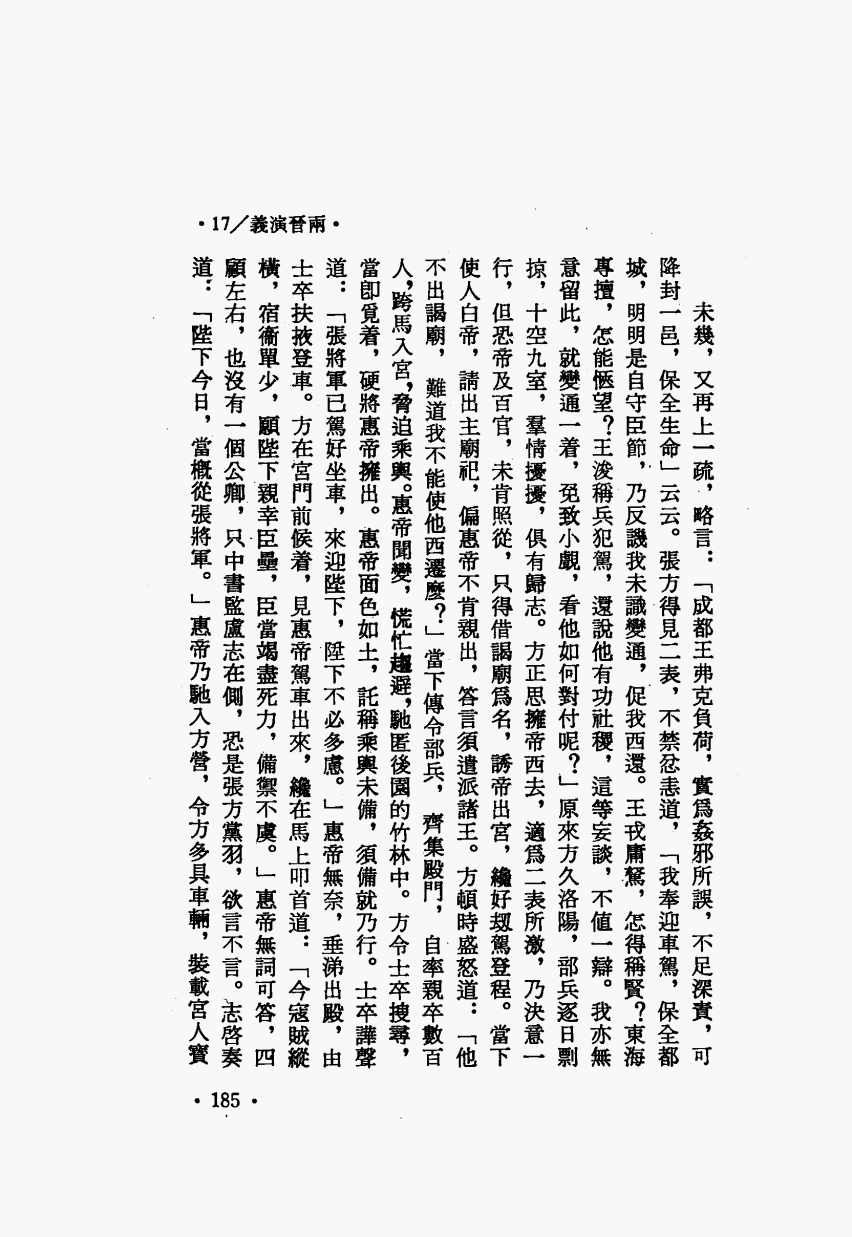 •17／義演晉兩•
未幾，又再上一疏，略言：「成都王弗克負荷，實爲姦邪所誤，不足深責，可
降封一邑，保全生命」云云。張方得見二表，不禁忿恚道，「我奉迎車駕，保全都
城，明明是自守臣節，乃反譏我未識變通，促我西還。王戎庸駑，怎得稱賢？東海
專擅，怎能愜望？王浚稱兵犯駕，還說他有功社稷，這等妄談，不值一辯。我亦無
意留此，就變通一着，免致小覷，看他如何對付呢？」原來方久洛陽，部兵逐日剽
掠，十空九室，羣情擾擾，俱有歸志。方正思擁帝西去，適爲二表所激，乃決意一
行，但恐帝及百官，未肯照從，只得借謁廟爲名，誘帝出宮，纔好刼駕登程。當下
使人白帝，請出主廟祀，偏惠帝不肯親出，答言須遣派諸王。方頓時盛怒道：「他
不出謁廟，難道我不能使他西遷麼？」當下傳令部兵，齊集殿門，自率親卒數百
人，跨馬入宮，脅迫乘輿。惠帝聞變，慌忙趨避，馳匿後園的竹林中。方令士卒搜尋，
當卽覓着，硬將惠帝擁出。惠帝面色如土，託稱乘輿未備，須備就乃行。士卒譁聲
道：「張將軍已駕好坐車，來迎陛下，陛下不必多慮。」惠帝無奈，垂涕出殿，由
士卒扶掖登車。方在宮門前候着，見惠帝駕車出來，纔在馬上叩首道：「今寇賊縱
橫，宿衞單少，願陛下親幸臣壘，臣當竭盡死力，備禦不虞。」惠帝無詞可答，四
顧左右，也沒有一個公卿，只中書監盧志在側，恐是張方黨羽，欲言不言。志啓奏
道：「陛下今日，當槪從張將軍。」惠帝乃馳入方營，令方多具車輛，裝載宮人寶
•185•